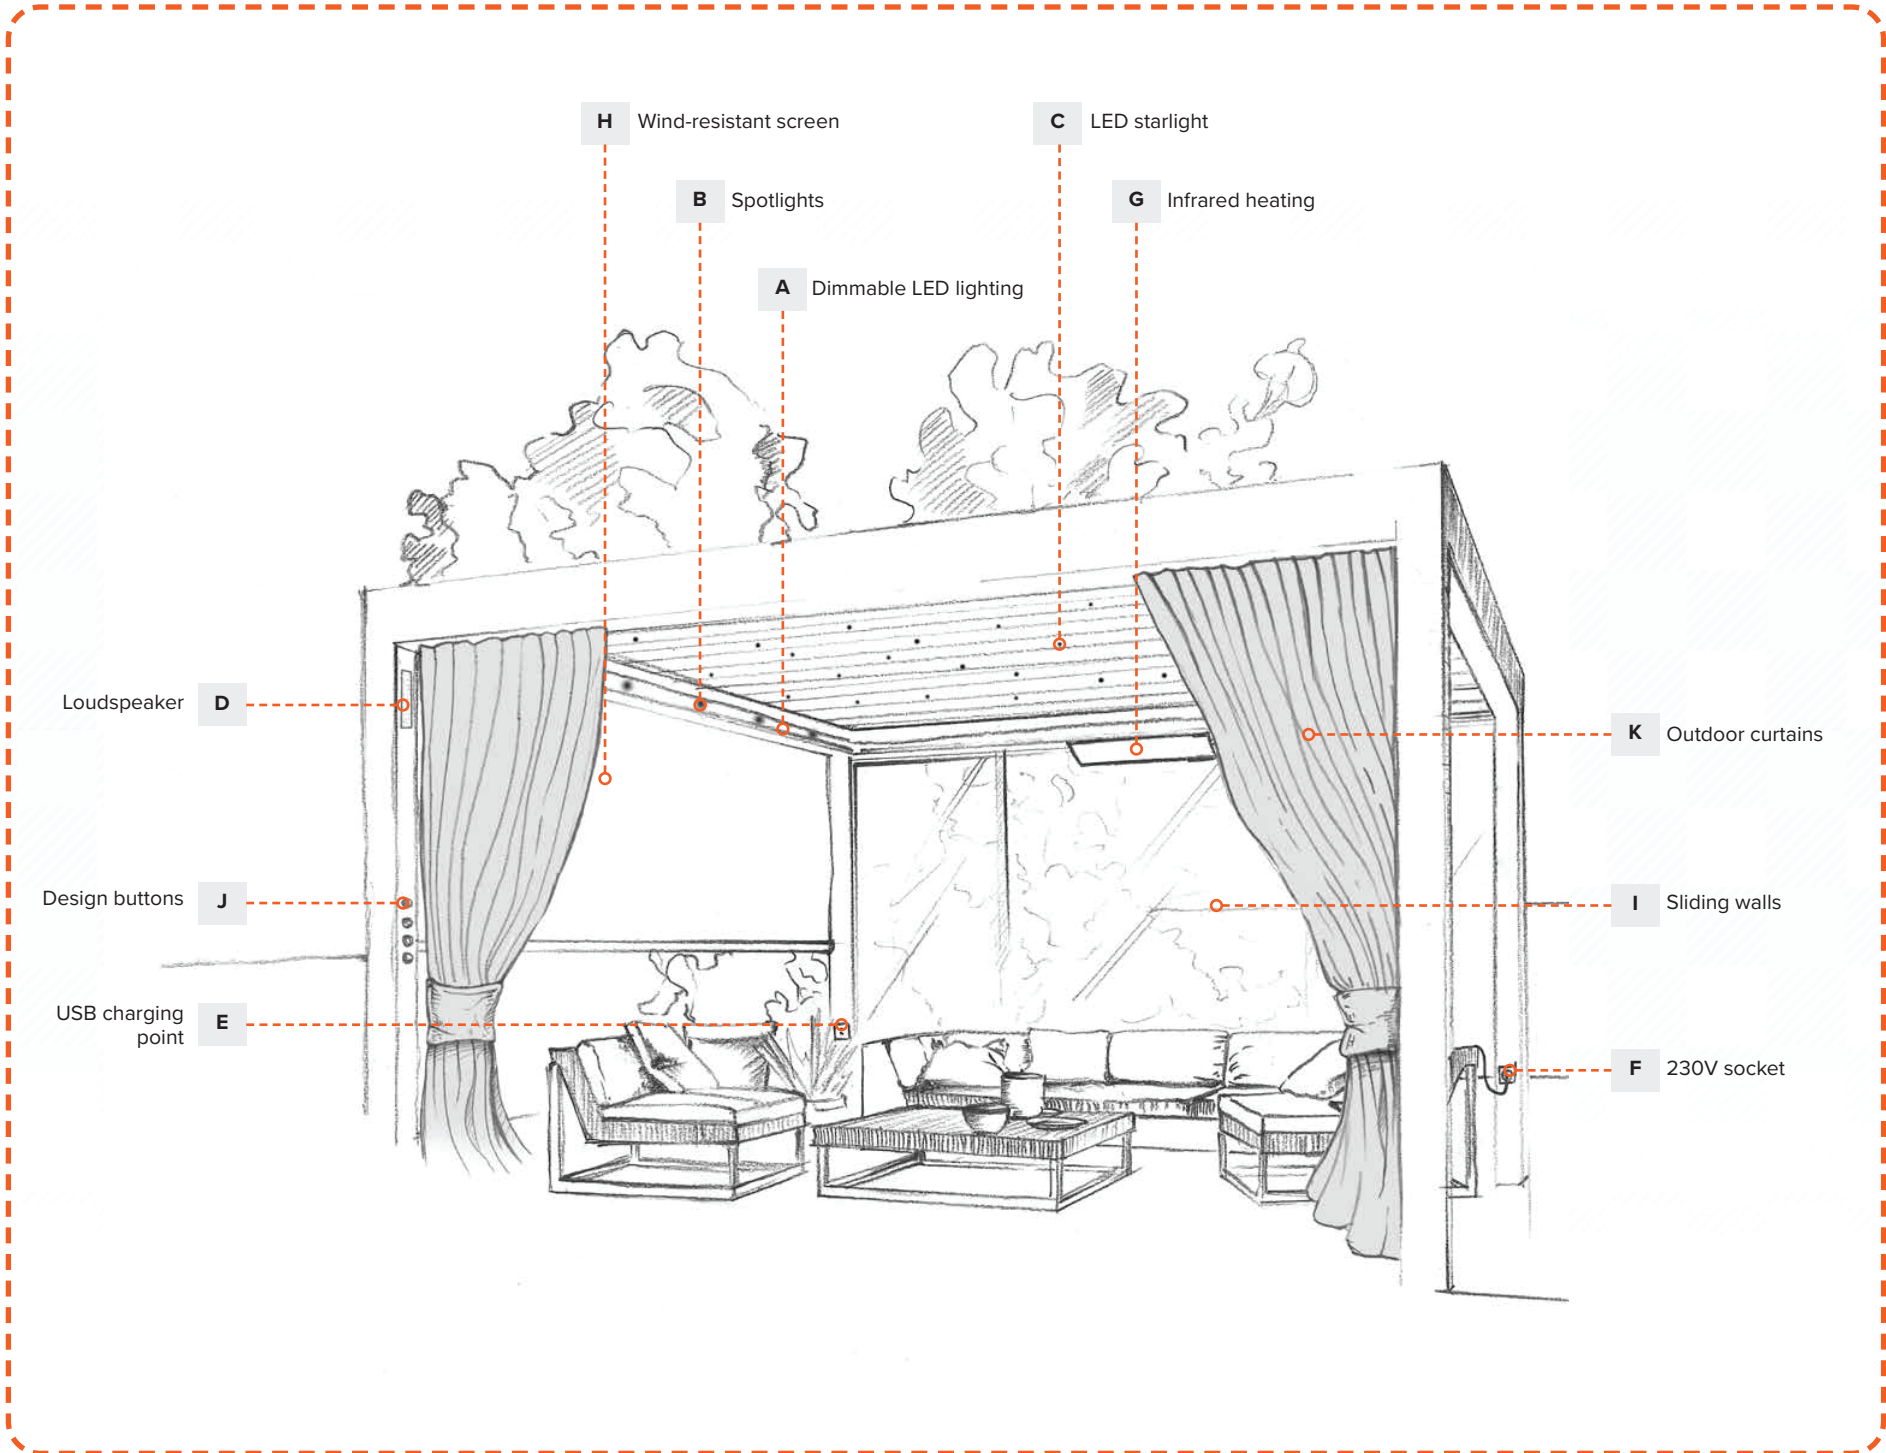 H Wind-resistant screen
C LED starlight
B Spotlights
G Infrared heating
A Dimmable LED lighting
Loudspeaker D
K Outdoor curtains
Design buttons J
I Sliding walls
USB charging
point E
F 230V socket